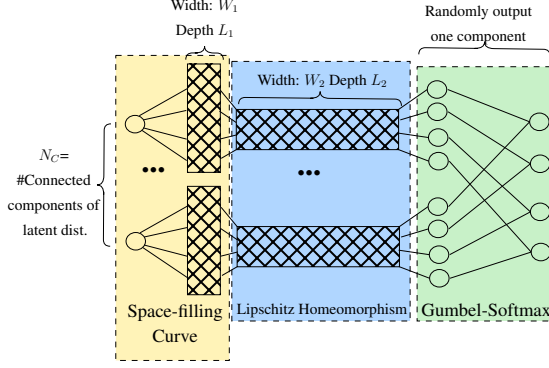 Width: W₁
Depth L₁
Randomly output
one component
Width: W₂ Depth L₂
N_C=
#Connected
components of
latent dist.
•••
•••
Space-filling
Curve
Lipschitz Homeomorphism
Gumbel-Softmax